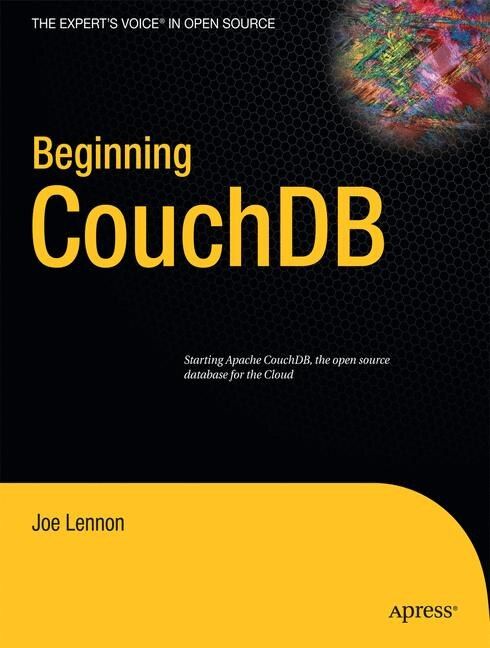 THE EXPERT'S VOICE® IN OPEN SOURCE
Beginning
CouchDB
Starting Apache CouchDB, the open source
database for the Cloud
Joe Lennon
Apress®